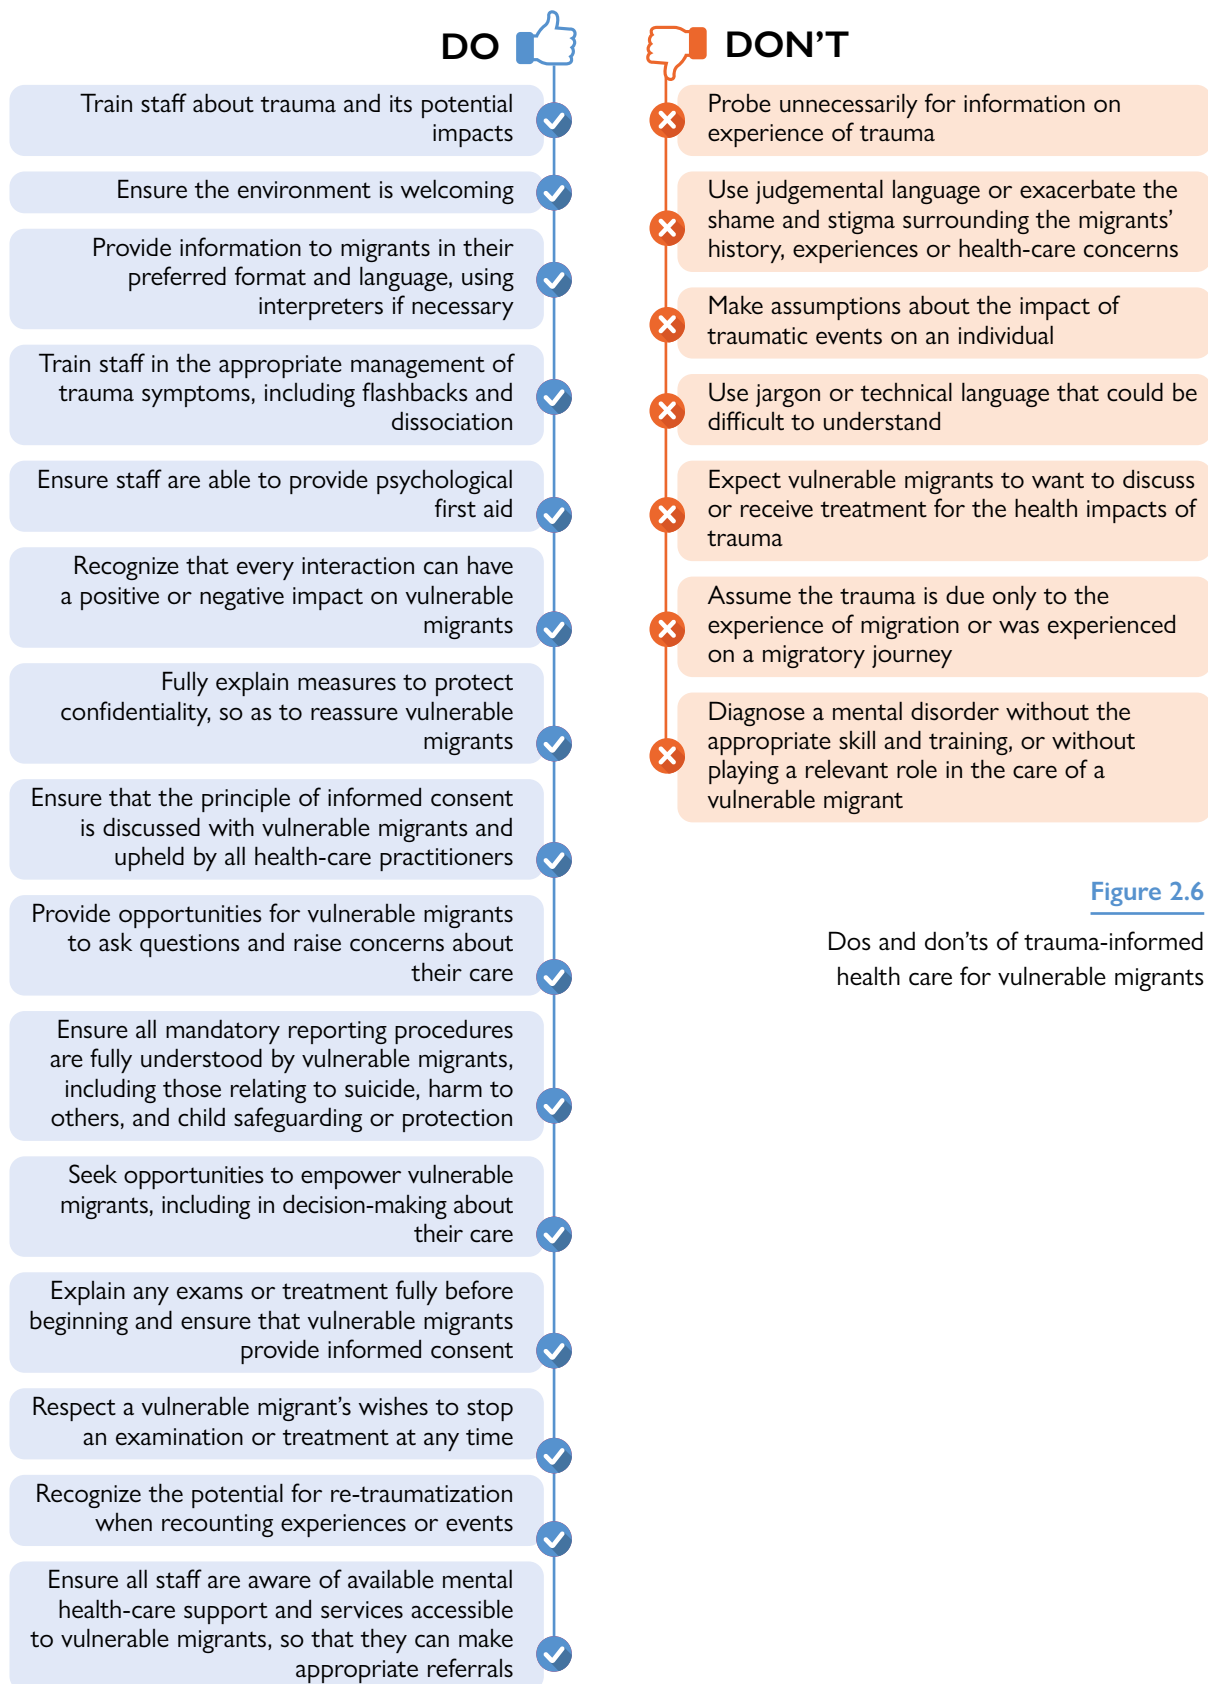 DO
Train staff about trauma and its potential
impacts
Ensure the environment is welcoming
Provide information to migrants in their
preferred format and language, using
interpreters if necessary
Train staff in the appropriate management of
trauma symptoms, including flashbacks and
dissociation
Ensure staff are able to provide psychological
first aid
Recognize that every interaction can have
a positive or negative impact on vulnerable
migrants
Fully explain measures to protect
confidentiality, so as to reassure vulnerable
migrants
Ensure that the principle of informed consent
is discussed with vulnerable migrants and
upheld by all health-care practitioners
Provide opportunities for vulnerable migrants
to ask questions and raise concerns about
their care
Ensure all mandatory reporting procedures
are fully understood by vulnerable migrants,
including those relating to suicide, harm to
others, and child safeguarding or protection
Seek opportunities to empower vulnerable
migrants, including in decision-making about
their care
Explain any exams or treatment fully before
beginning and ensure that vulnerable migrants
provide informed consent
Respect a vulnerable migrant's wishes to stop
an examination or treatment at any time
Recognize the potential for re-traumatization
when recounting experiences or events
Ensure all staff are aware of available mental
health-care support and services accessible
to vulnerable migrants, so that they can make
appropriate referrals
DON'T
Probe unnecessarily for information on
experience of trauma
Use judgemental language or exacerbate the
shame and stigma surrounding the migrants'
history, experiences or health-care concerns
Make assumptions about the impact of
traumatic events on an individual
Use jargon or technical language that could be
difficult to understand
Expect vulnerable migrants to want to discuss
or receive treatment for the health impacts of
trauma
Assume the trauma is due only to the
experience of migration or was experienced
on a migratory journey
Diagnose a mental disorder without the
appropriate skill and training, or without
playing a relevant role in the care of a
vulnerable migrant
Figure 2.6
Dos and don'ts of trauma-informed
health care for vulnerable migrants